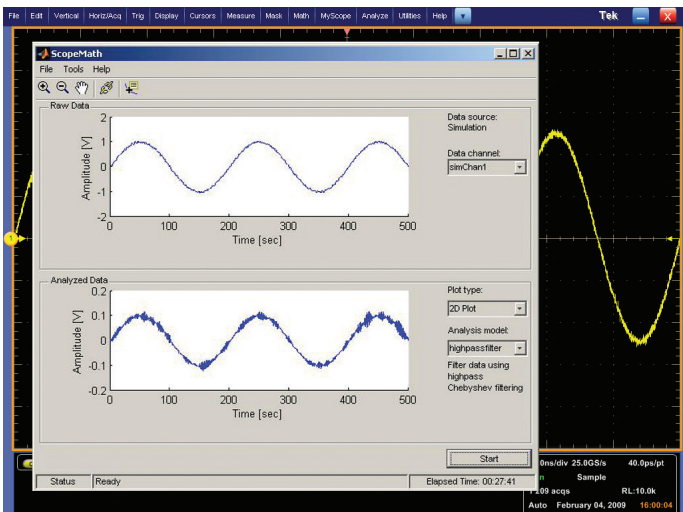 File Edit Vertical Horiz/Acq Trig Display Cursors Measure Mask Math MyScope Analyze Utilities Help Tek
ScopeMath
File Tools Help
Raw Data
Amplitude [V]
2
1
0
-1
-2
0 100 200 300 400 500
Time [sec]
Data source:
Simulation
Data channel:
simChan1
1
Analyzed Data
Amplitude [V]
0.2
0.1
0
-0.1
-0.2
0 100 200 300 400 500
Time [sec]
Plot type:
2D Plot
Analysis model:
highpassfilter
Filter data using
highpass
Chebyshev filtering
Start
Status Ready Elapsed Time: 00:27:41
0ns/div 25.0GS/s 40.0ps/pt
Sample
209 acqs RL:10.0k
Auto February 04, 2009 16:00:04